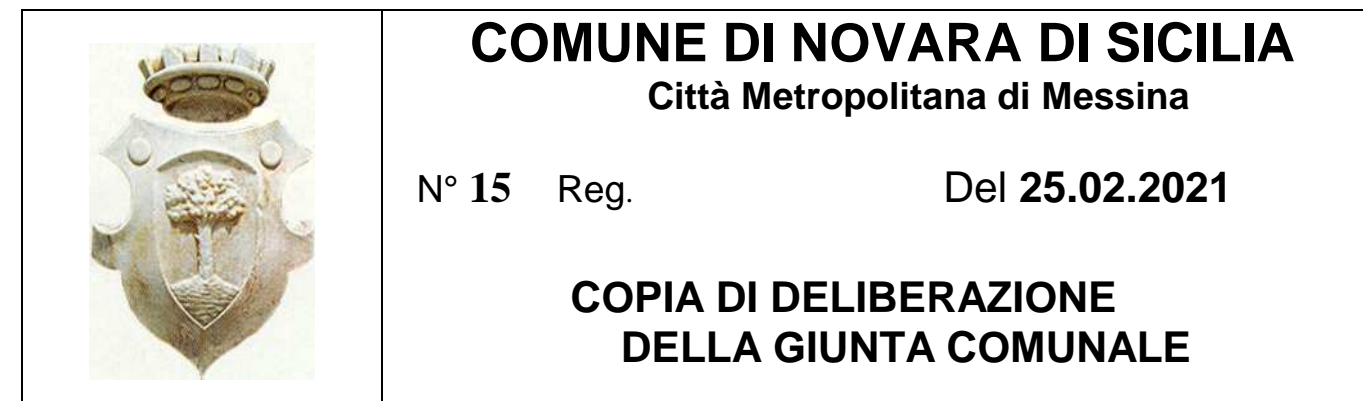 COMUNE DI NOVARA DI SICILIA
Città Metropolitana di Messina
N° 15 Reg. Del 25.02.2021
COPIA DI DELIBERAZIONE
DELLA GIUNTA COMUNALE